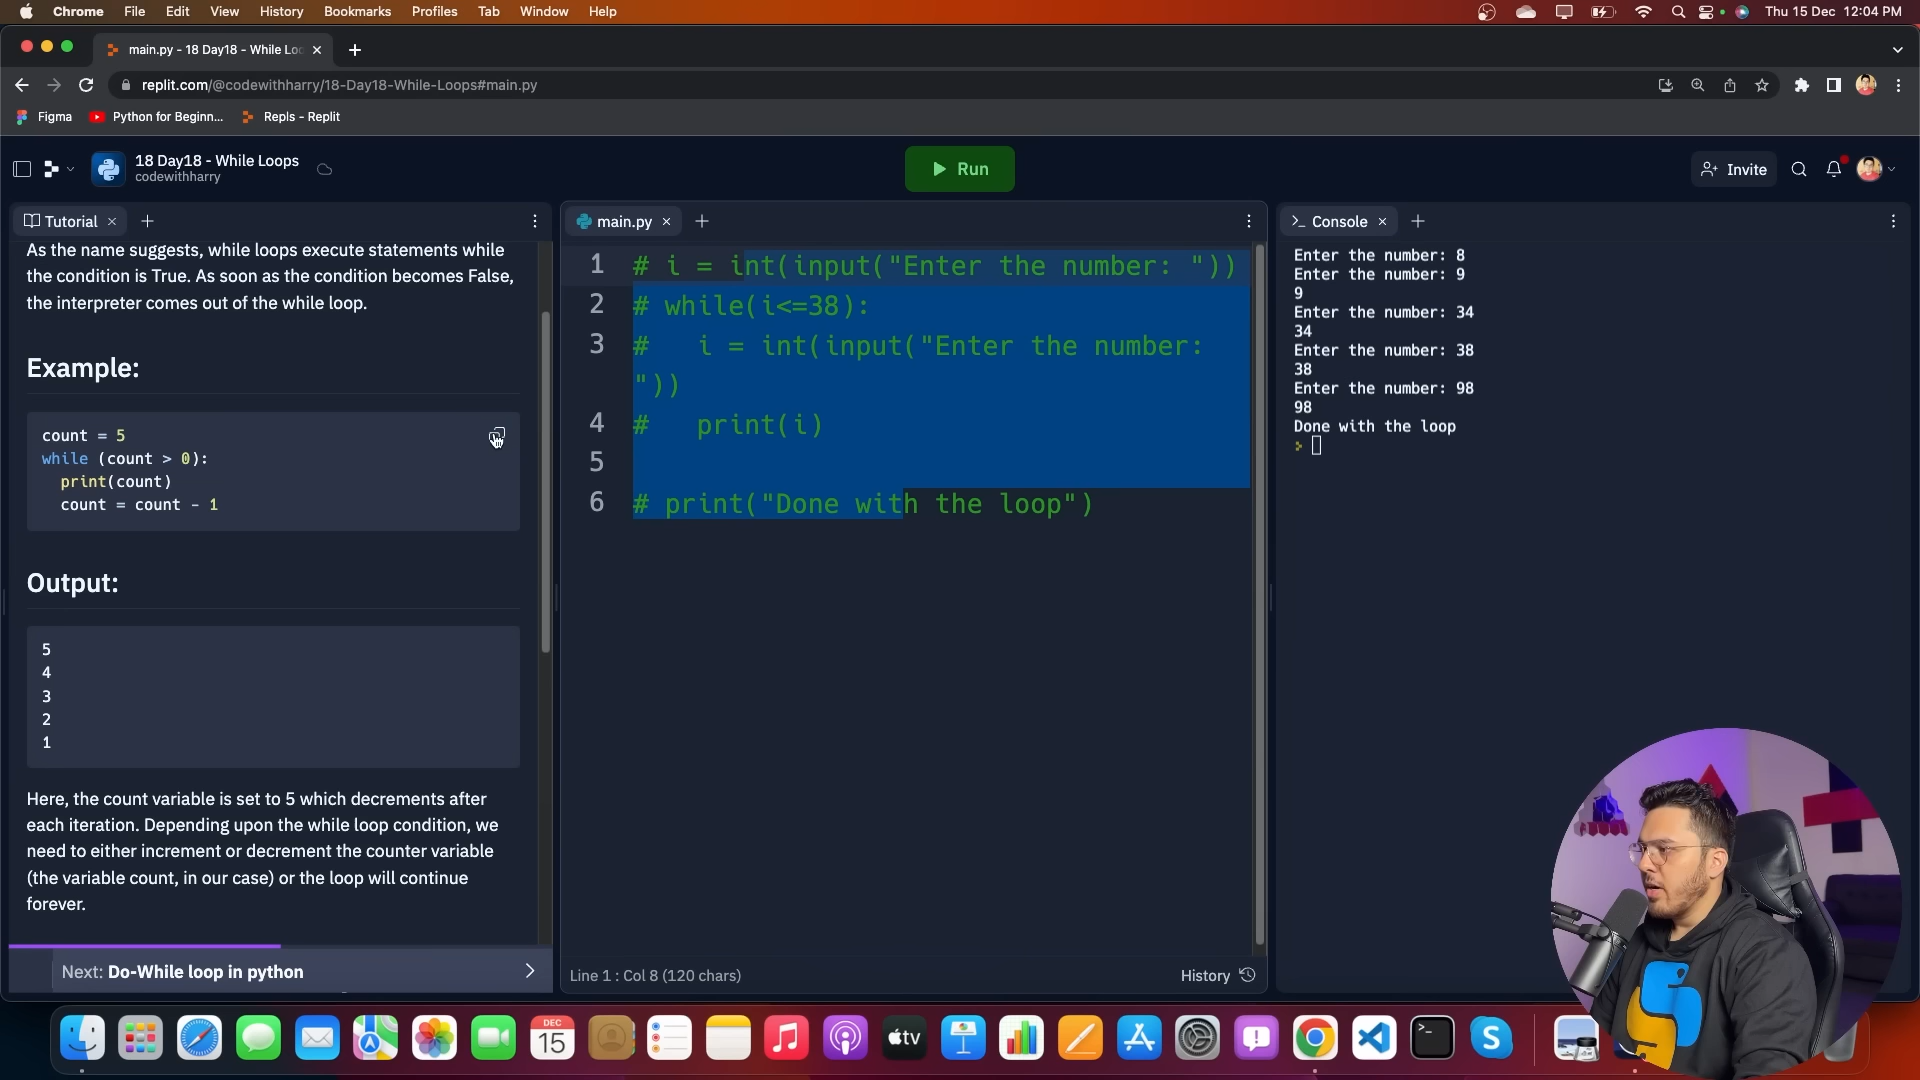 Chrome File Edit View History Bookmarks Profiles Tab Window Help
Thu 15 Dec 12:04 PM
main.py - 18 Day18 - While Loo
replit.com/@codewithharry/18-Day18-While-Loops#main.py
Figma Python for Beginn... Repls - Replit
18 Day18 - While Loops
codewithharry
Run
Invite
Tutorial
As the name suggests, while loops execute statements while
the condition is True. As soon as the condition becomes False,
the interpreter comes out of the while loop.
Example:
count = 5
while (count > 0):
print(count)
count = count - 1
Output:
5
4
3
2
1
Here, the count variable is set to 5 which decrements after
each iteration. Depending upon the while loop condition, we
need to either increment or decrement the counter variable
(the variable count, in our case) or the loop will continue
forever.
Next: Do-While loop in python
main.py
1 # i = int(input("Enter the number: "))
2 # while(i<=38):
3 # i = int(input("Enter the number:
"))
4 # print(i)
5
6 # print("Done with the loop")
Line 1 : Col 8 (120 chars)
History
Console
Enter the number: 8
Enter the number: 9
9
Enter the number: 34
34
Enter the number: 38
38
Enter the number: 98
98
Done with the loop
DEC
15
tv